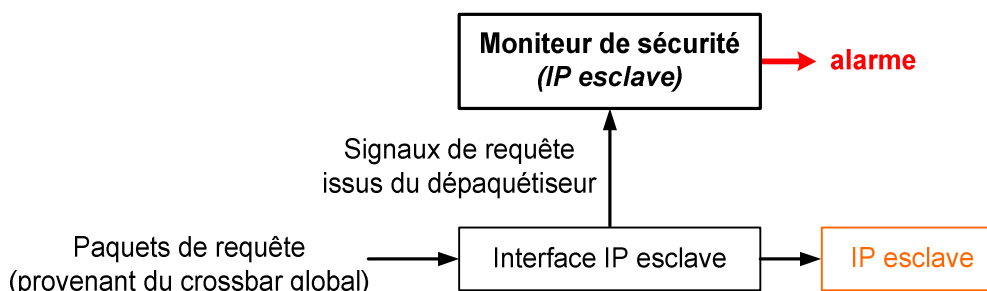 Moniteur de sécurité
(IP esclave)
alarme
Signaux de requête
issus du dépaquétiseur
Paquets de requête
(provenant du crossbar global)
Interface IP esclave
IP esclave